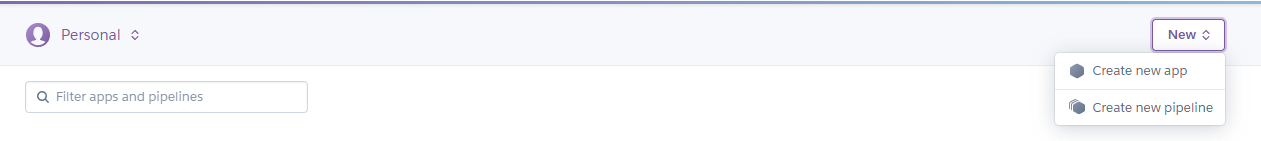 Personal
New
Create new app
Filter apps and pipelines
Create new pipeline